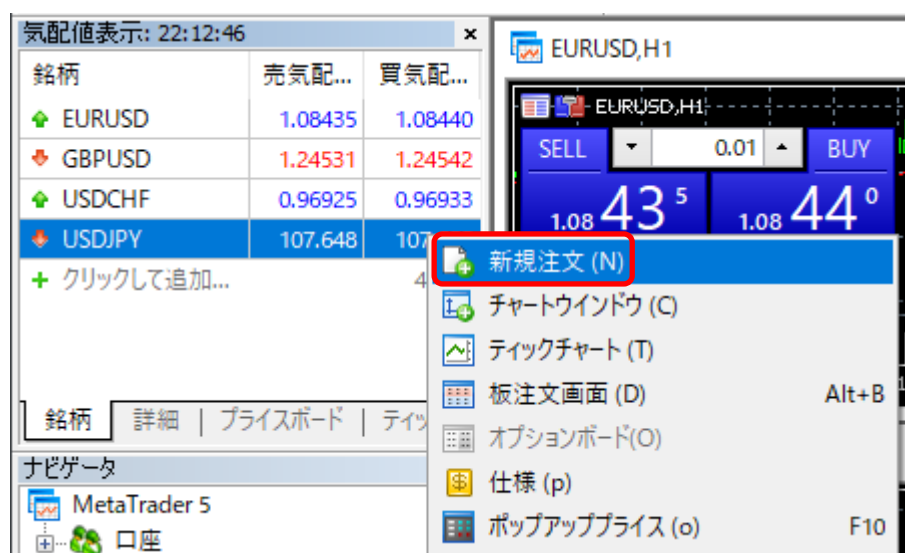 気配値表示: 22:12:46
銘柄 売気配... 買気配...
EURUSD 1.08435 1.08440
GBPUSD 1.24531 1.24542
USDCHF 0.96925 0.96933
USDJPY 107.648 107
クリックして追加... 4
銘柄 詳細 プライスボード
ナビゲータ
MetaTrader 5
口座
EURUSD,H1
EURUSD,H1
SELL 0.01 BUY
1.08 43 5 1.08 44 0
新規注文 (N)
チャートウインドウ (C)
ティックチャート (T)
板注文画面 (D) Alt+B
オプションボード(O)
仕様 (p)
ポップアッププライス (o) F10